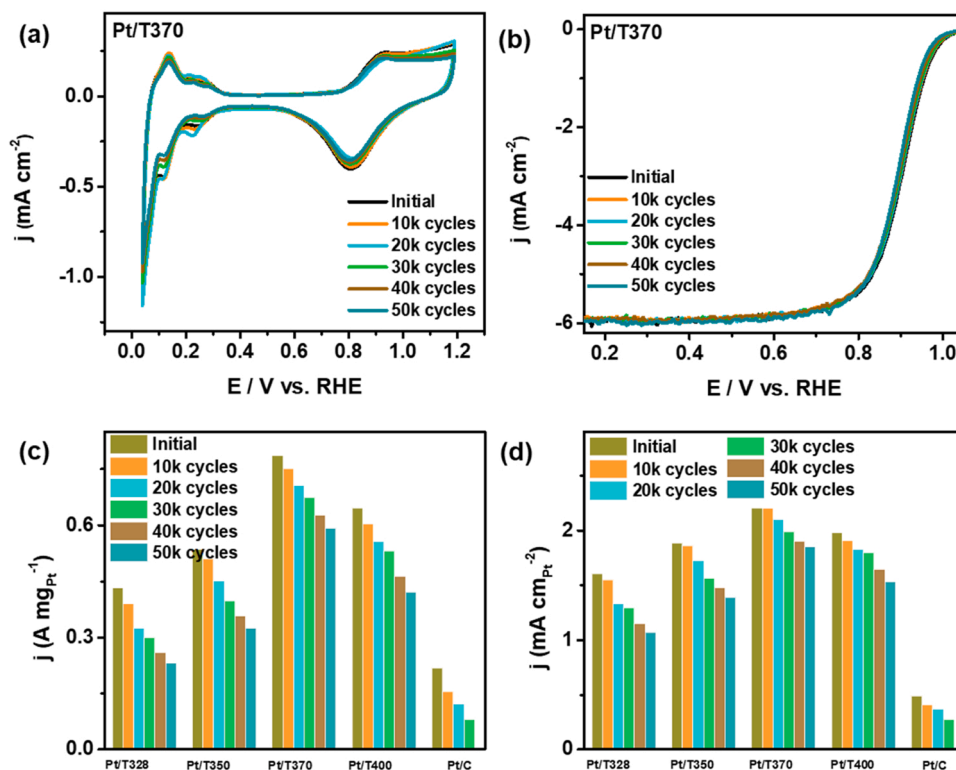 (a)
Pt/T370
0.0
-0.5
-1.0
j (mA cm-2)
Initial
10k cycles
20k cycles
30k cycles
40k cycles
50k cycles
0.0 0.2 0.4 0.6 0.8 1.0 1.2
E / V vs. RHE
(b)
Pt/T370
0
-2
-4
-6
j (mA cm-2)
Initial
10k cycles
20k cycles
30k cycles
40k cycles
50k cycles
0.2 0.4 0.6 0.8 1.0
E / V vs. RHE
(c)
Initial
10k cycles
20k cycles
30k cycles
40k cycles
50k cycles
0.6
0.3
0.0
j (A mgPt-1)
Pt/T328 Pt/T350 Pt/T370 Pt/T400 Pt/C
(d)
Initial
10k cycles
20k cycles
30k cycles
40k cycles
50k cycles
2
1
0
j (mA cmPt-2)
Pt/T328 Pt/T350 Pt/T370 Pt/T400 Pt/C